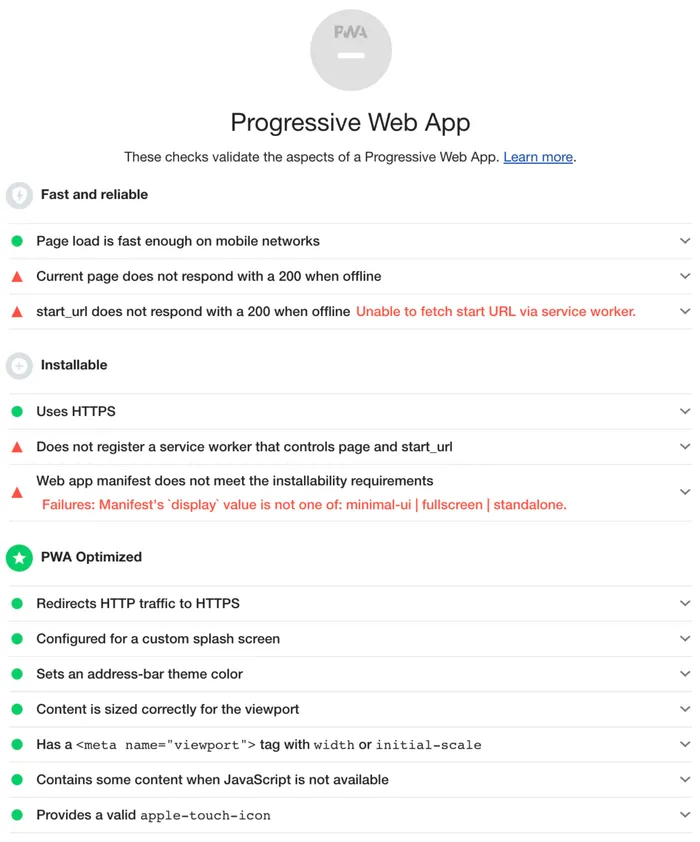 PWA
Progressive Web App
These checks validate the aspects of a Progressive Web App. Learn more.
Fast and reliable
Page load is fast enough on mobile networks
Current page does not respond with a 200 when offline
start_url does not respond with a 200 when offline Unable to fetch start URL via service worker.
Installable
Uses HTTPS
Does not register a service worker that controls page and start_url
Web app manifest does not meet the installability requirements
Failures: Manifest's `display` value is not one of: minimal-ui | fullscreen | standalone.
PWA Optimized
Redirects HTTP traffic to HTTPS
Configured for a custom splash screen
Sets an address-bar theme color
Content is sized correctly for the viewport
Has a <meta name="viewport"> tag with width or initial-scale
Contains some content when JavaScript is not available
Provides a valid apple-touch-icon